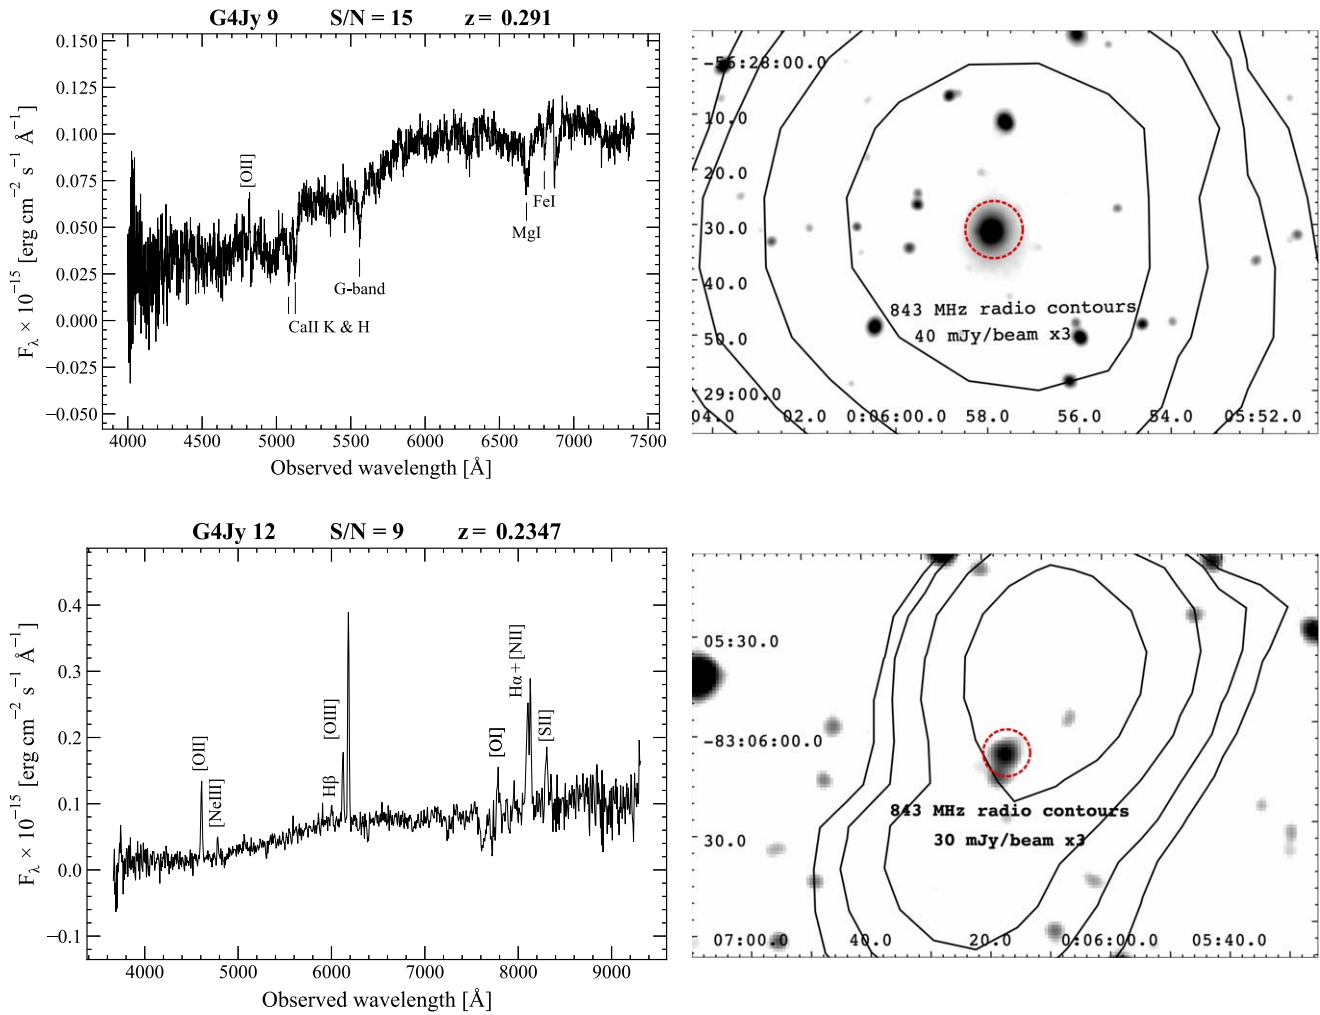 G4Jy 9 S/N = 15 z = 0.291
0.150
0.125
0.100
0.075
0.050
0.025
0.000
−0.025
−0.050
Fλ × 10−15 [erg cm−2 s−1 Å−1]
[OII]
FeI
MgI
G-band
CaII K & H
4000 4500 5000 5500 6000 6500 7000 7500
Observed wavelength [Å]
-56:28:00.0
10.0
20.0
30.0
40.0
843 MHz radio contours
40 mJy/beam x3
50.0
29:00.0
04.0 02.0 0:06:00.0 58.0 56.0 54.0 05:52.0
G4Jy 12 S/N = 9 z = 0.2347
0.4
0.3
0.2
0.1
0.0
−0.1
Fλ × 10−15 [erg cm−2 s−1 Å−1]
[OII]
[NeIII]
Hβ
[OIII]
[OI]
Hα + [NII]
[SII]
4000 5000 6000 7000 8000 9000
Observed wavelength [Å]
05:30.0
-83:06:00.0
843 MHz radio contours
30 mJy/beam x3
30.0
07:00.0 40.0 20.0 0:06:00.0 05:40.0